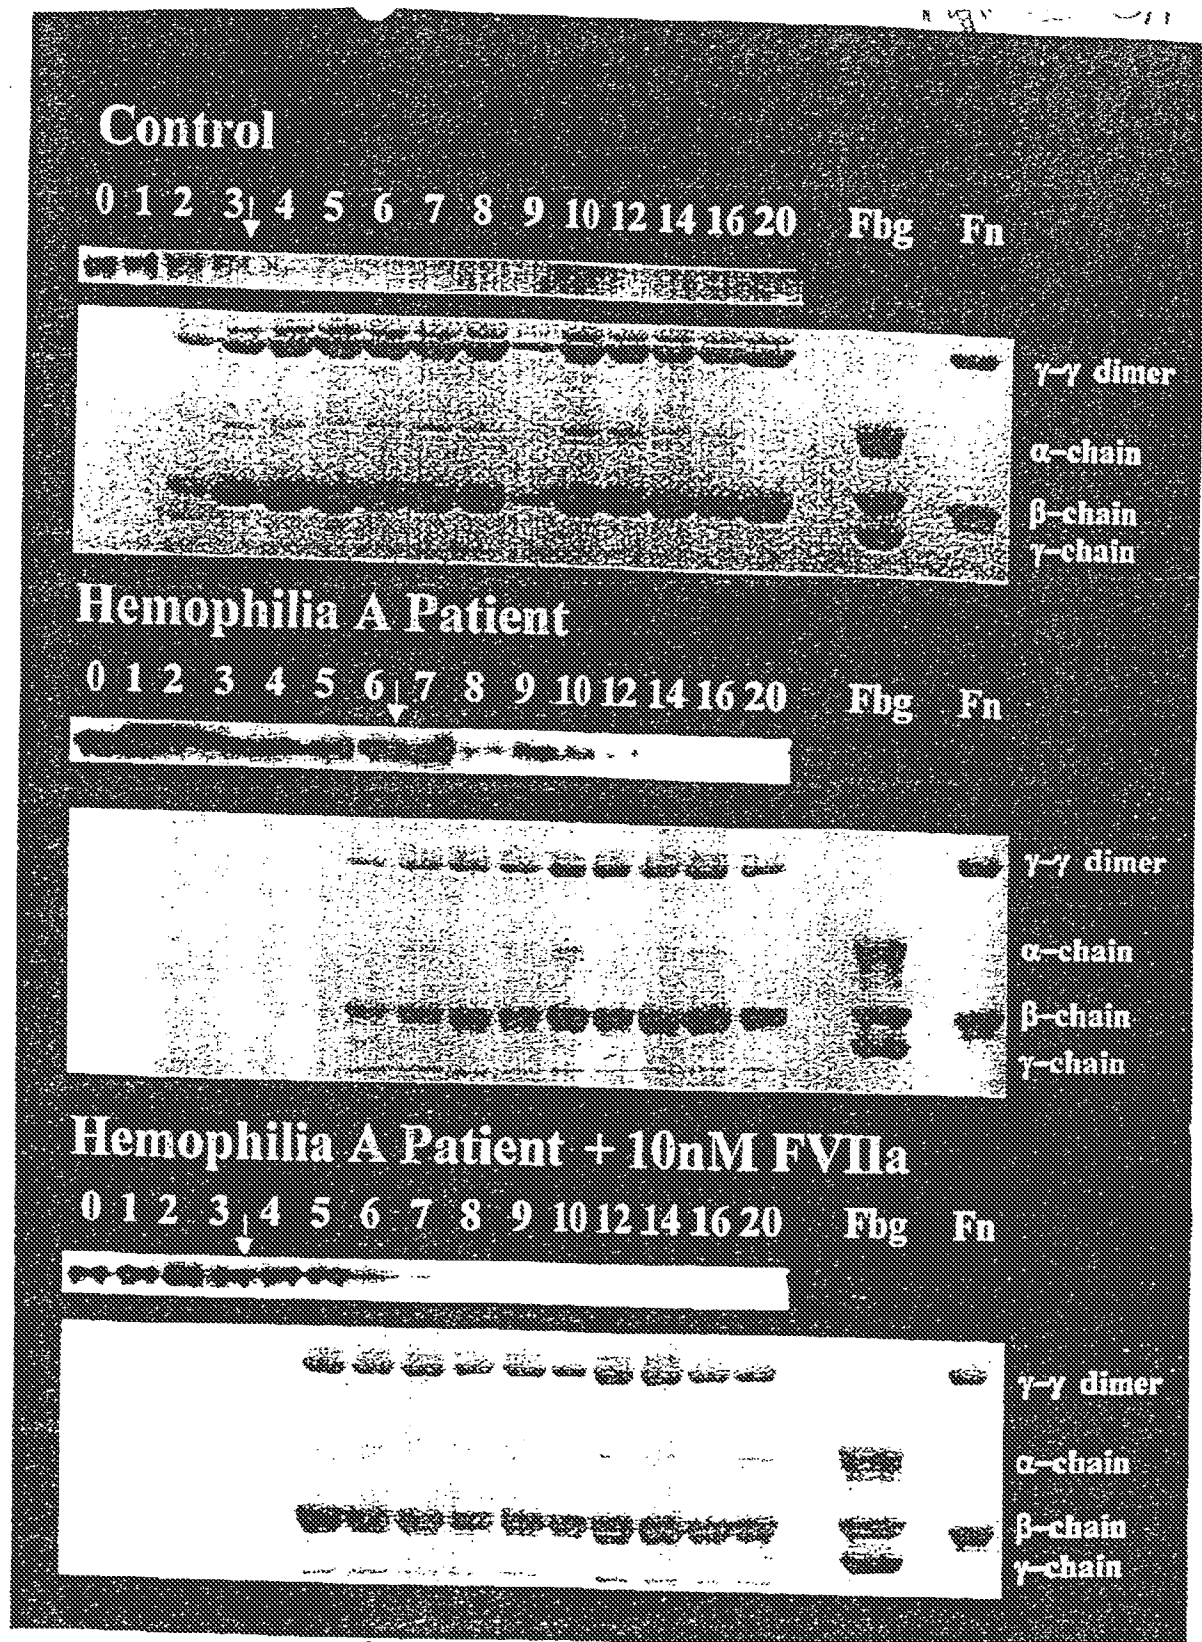 Control
0 1 2 3 4 5 6 7 8 9 10 12 14 16 20 Fbg Fn
γ-γ dimer
α-chain
β-chain
γ-chain
Hemophilia A Patient
0 1 2 3 4 5 6 7 8 9 10 12 14 16 20 Fbg Fn
γ-γ dimer
α-chain
β-chain
γ-chain
Hemophilia A Patient + 10nM FVIIa
0 1 2 3 4 5 6 7 8 9 10 12 14 16 20 Fbg Fn
γ-γ dimer
α-chain
β-chain
γ-chain